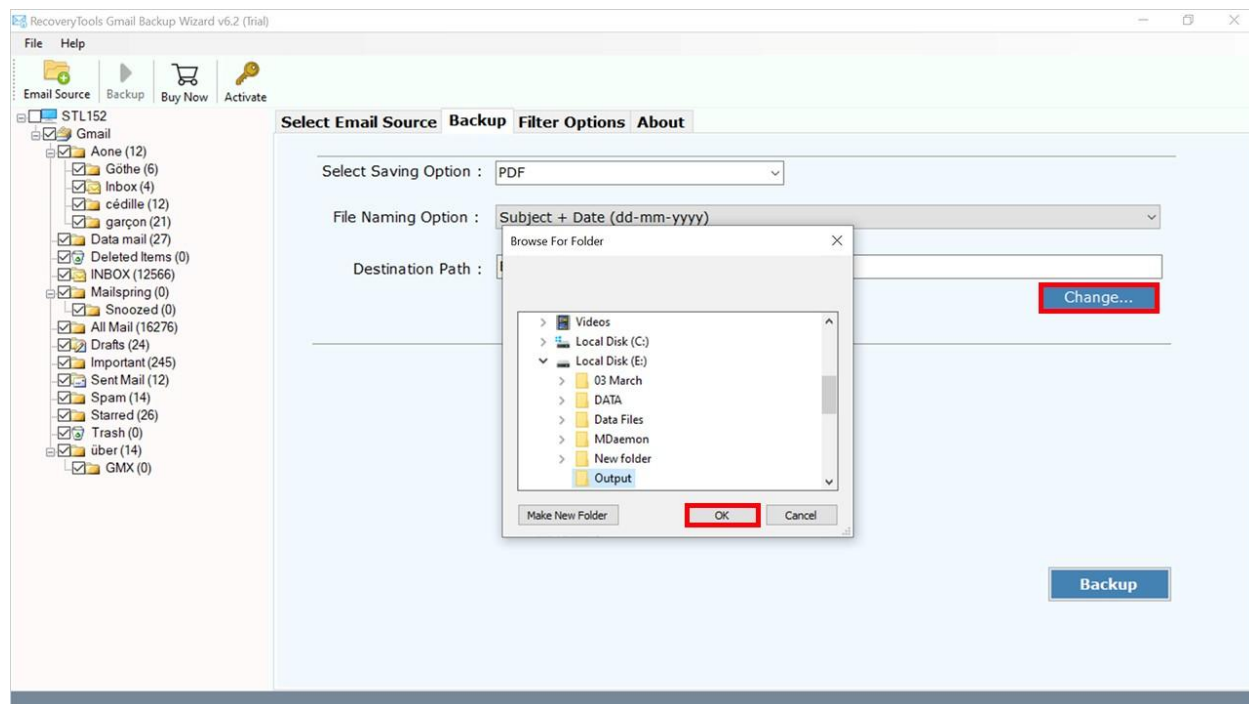 RecoveryTools Gmail Backup Wizard v6.2 (Trial)
File Help
Email Source Backup Buy Now Activate
STL152
Gmail
Aone (12)
Göthe (6)
Inbox (4)
cédille (12)
garçon (21)
Data mail (27)
Deleted Items (0)
INBOX (12566)
Mailspring (0)
Snoozed (0)
All Mail (16276)
Drafts (24)
Important (245)
Sent Mail (12)
Spam (14)
Starred (26)
Trash (0)
über (14)
GMX (0)
Select Email Source Backup Filter Options About
Select Saving Option : PDF
File Naming Option : Subject + Date (dd-mm-yyyy)
Destination Path :
Change...
Browse For Folder
Videos
Local Disk (C:)
Local Disk (E:)
03 March
DATA
Data Files
MDaemon
New folder
Output
Make New Folder OK Cancel
Backup